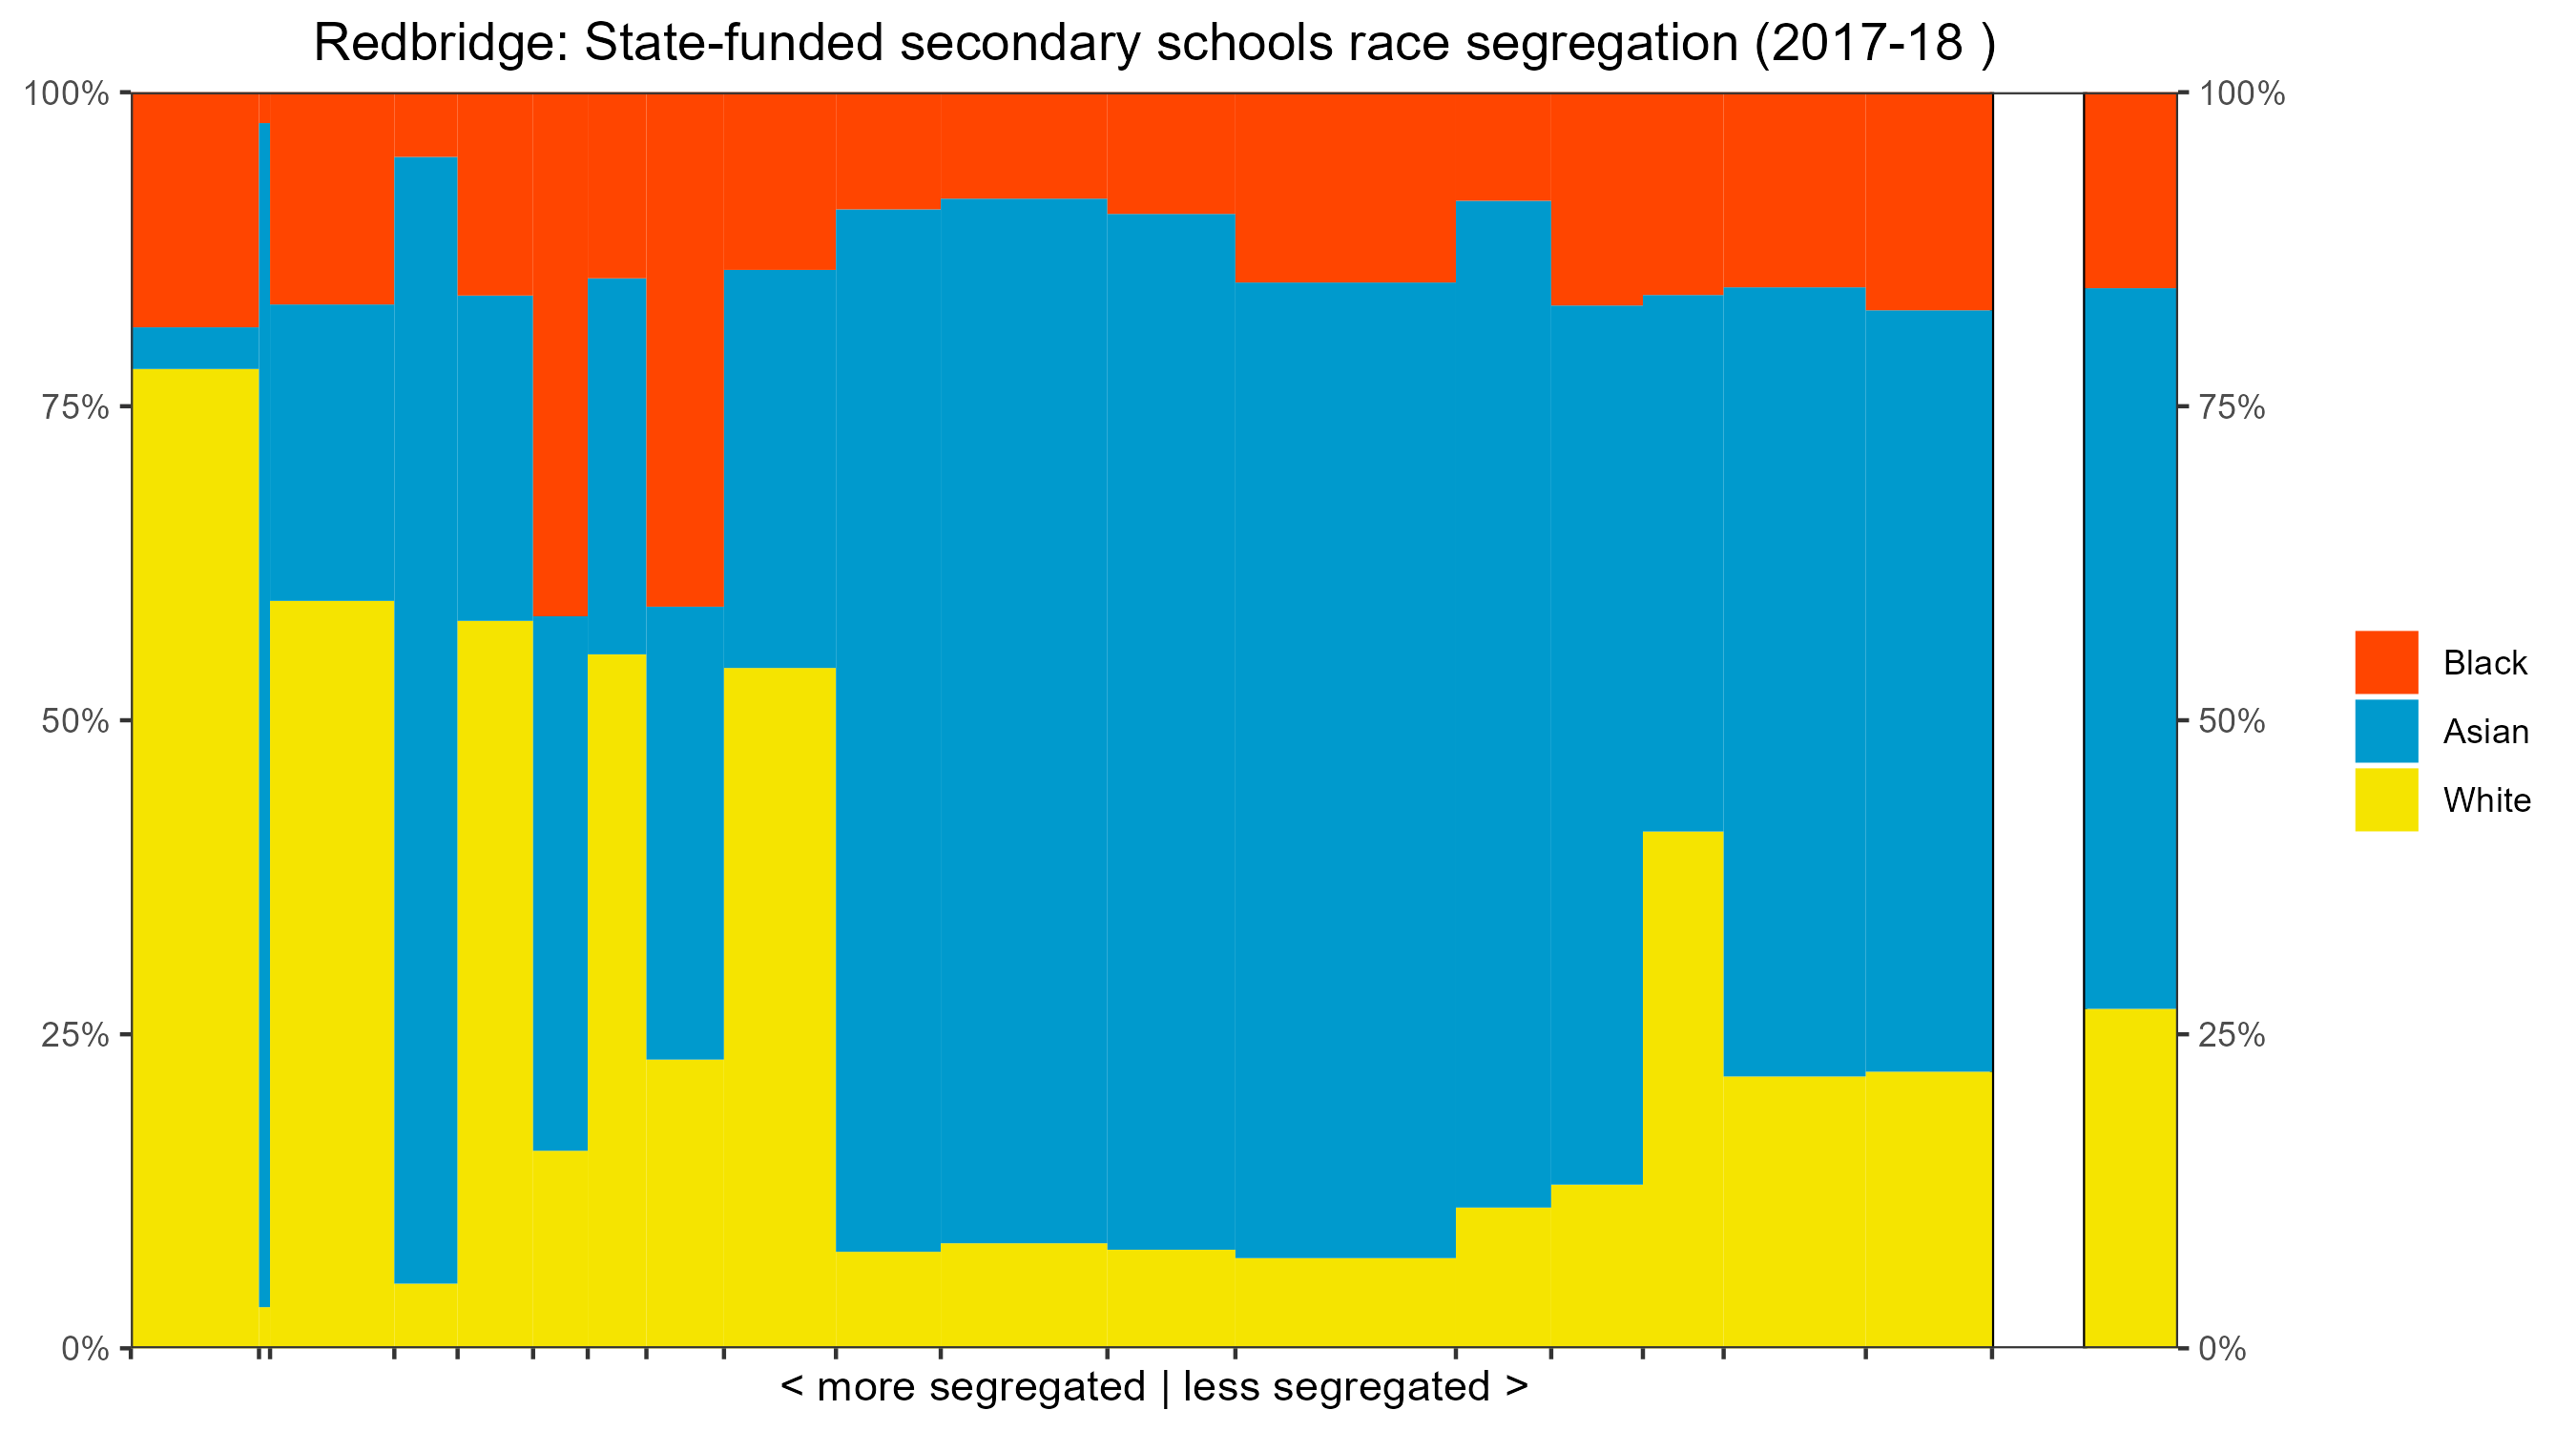 Redbridge: State-funded secondary schools race segregation (2017-18 )
100%
75%
50%
25%
0%
100%
75%
50%
25%
0%
Black
Asian
White
< more segregated | less segregated >